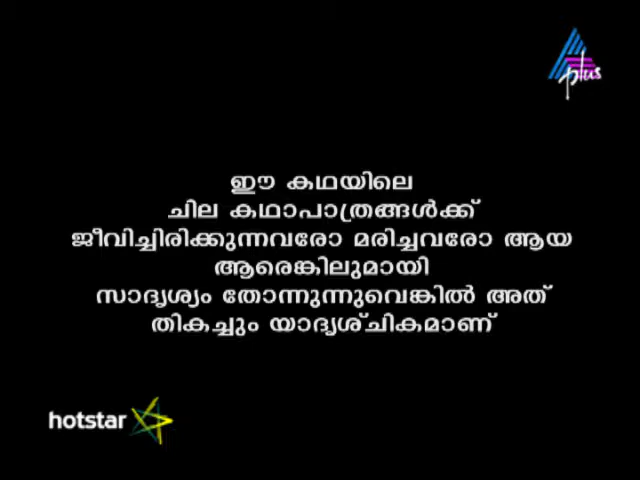 plus
ഈ കഥയിലെ
ചില കഥാപാത്രങ്ങൾക്ക്
ജീവിച്ചിരിക്കുന്നവരോ മരിച്ചവരോ ആയ
ആരെങ്കിലുമായി
സാദൃശ്യം തോന്നുന്നുവെങ്കിൽ അത്
തികച്ചും യാദൃശ്ചികമാണ്
hotstar